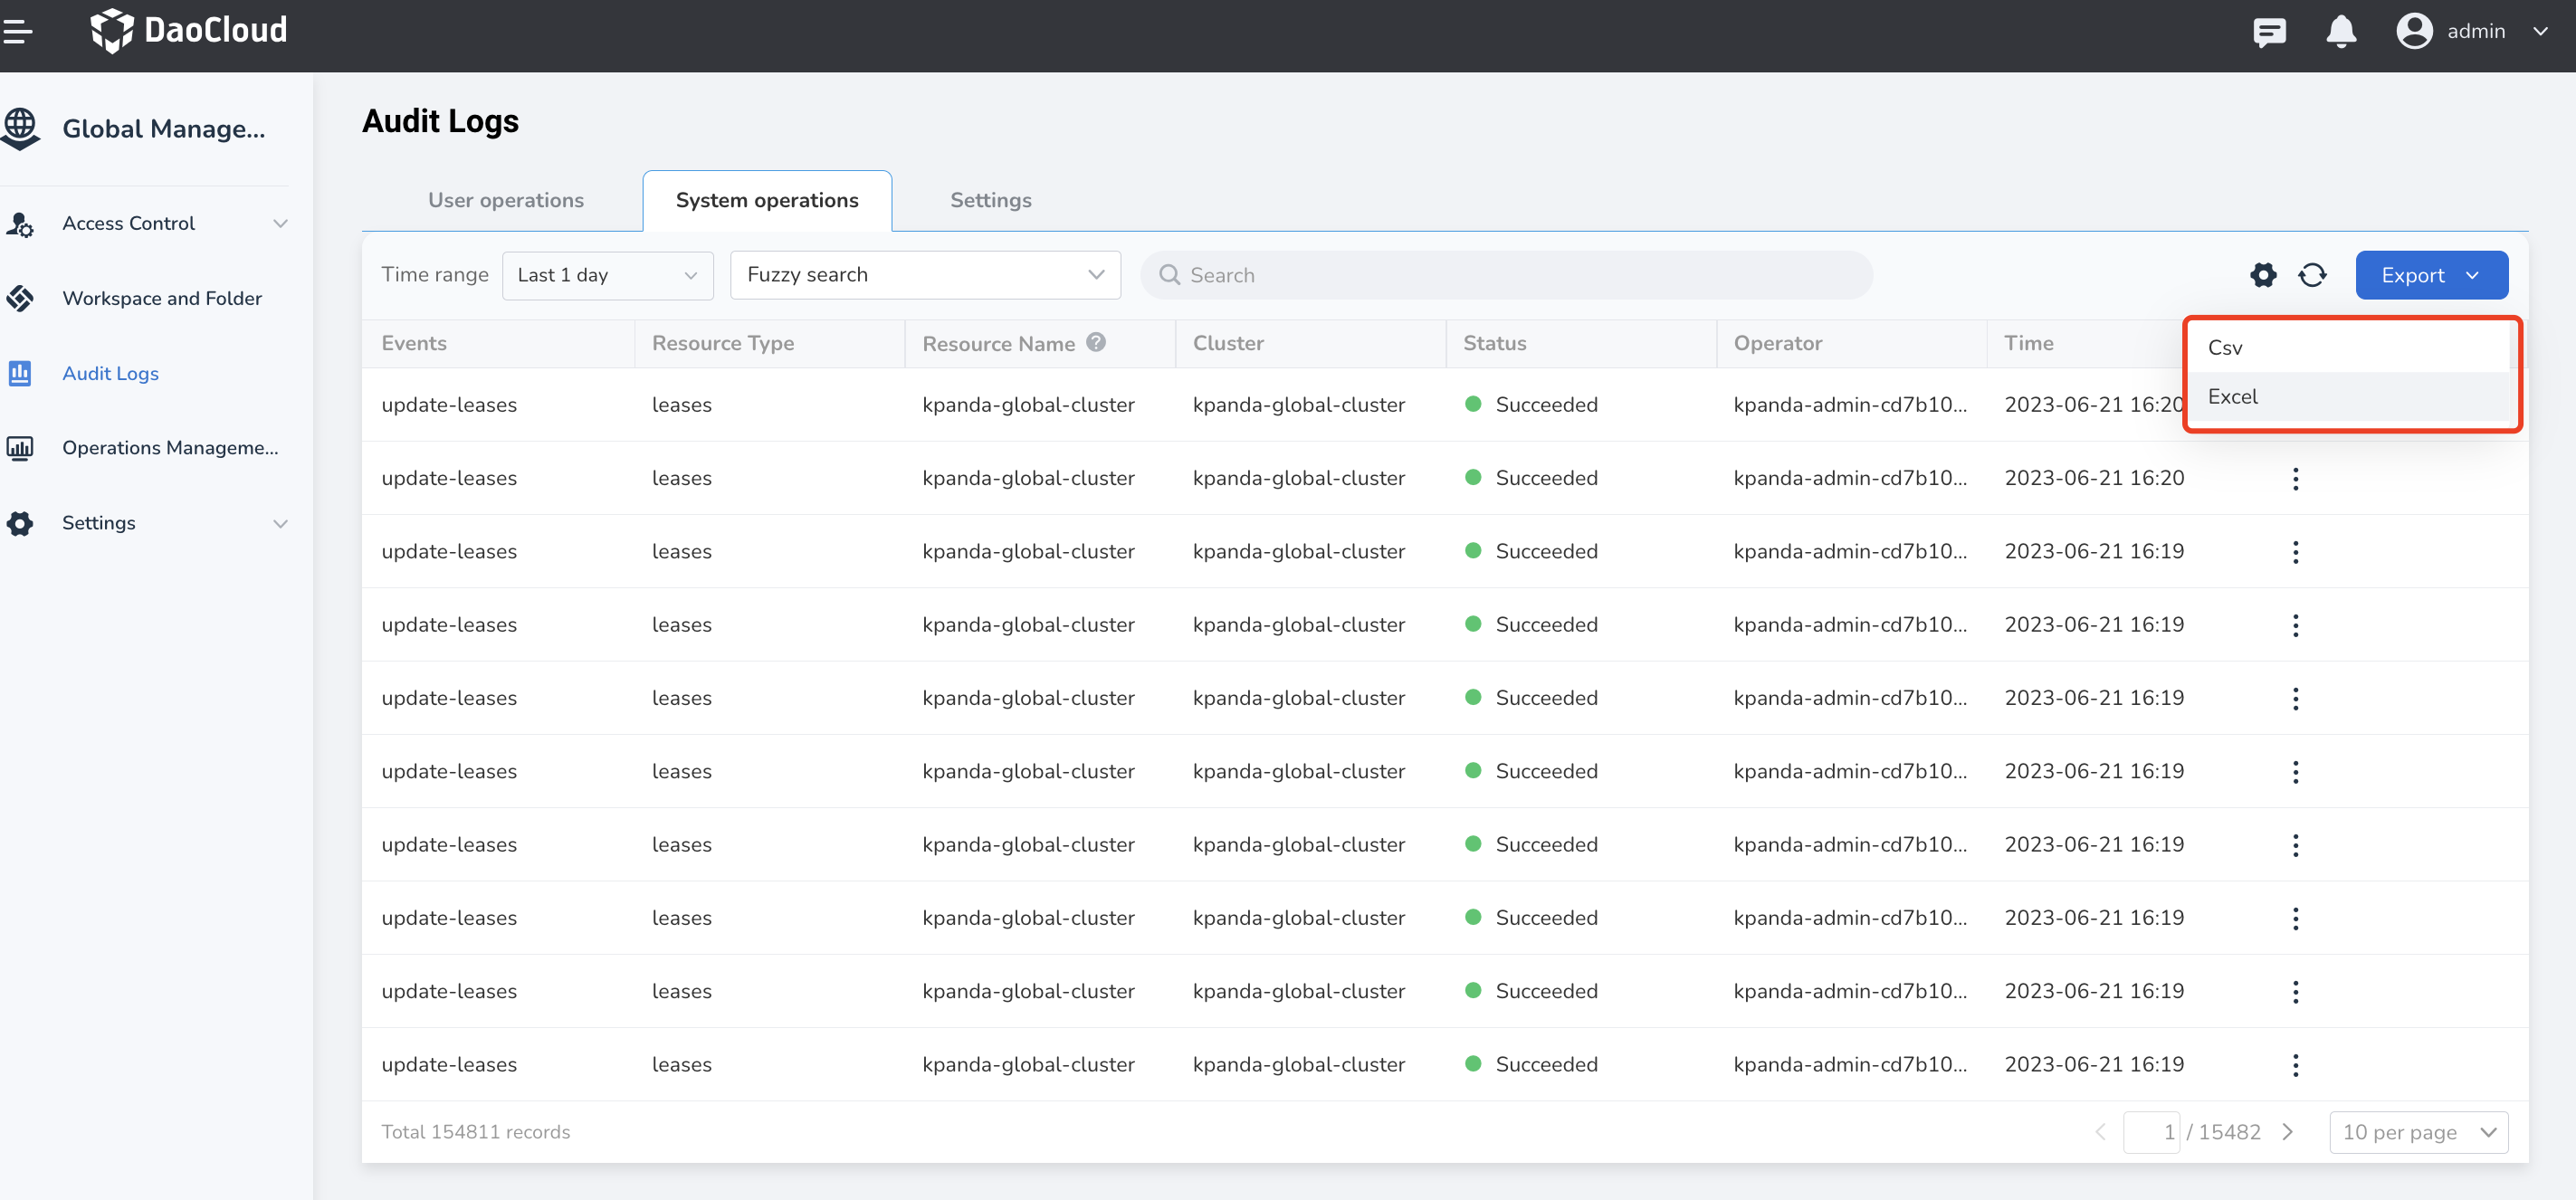 DaoCloud
admin
Global Manage...
Access Control
Workspace and Folder
Audit Logs
Operations Manageme...
Settings
Audit Logs
User operations System operations Settings
Time range Last 1 day Fuzzy search Search Export
Csv
Excel
Events Resource Type Resource Name ? Cluster Status Operator Time
update-leases leases kpanda-global-cluster kpanda-global-cluster Succeeded kpanda-admin-cd7b10... 2023-06-21 16:20
update-leases leases kpanda-global-cluster kpanda-global-cluster Succeeded kpanda-admin-cd7b10... 2023-06-21 16:20
update-leases leases kpanda-global-cluster kpanda-global-cluster Succeeded kpanda-admin-cd7b10... 2023-06-21 16:19
update-leases leases kpanda-global-cluster kpanda-global-cluster Succeeded kpanda-admin-cd7b10... 2023-06-21 16:19
update-leases leases kpanda-global-cluster kpanda-global-cluster Succeeded kpanda-admin-cd7b10... 2023-06-21 16:19
update-leases leases kpanda-global-cluster kpanda-global-cluster Succeeded kpanda-admin-cd7b10... 2023-06-21 16:19
update-leases leases kpanda-global-cluster kpanda-global-cluster Succeeded kpanda-admin-cd7b10... 2023-06-21 16:19
update-leases leases kpanda-global-cluster kpanda-global-cluster Succeeded kpanda-admin-cd7b10... 2023-06-21 16:19
update-leases leases kpanda-global-cluster kpanda-global-cluster Succeeded kpanda-admin-cd7b10... 2023-06-21 16:19
update-leases leases kpanda-global-cluster kpanda-global-cluster Succeeded kpanda-admin-cd7b10... 2023-06-21 16:19
Total 154811 records 1 / 15482 10 per page